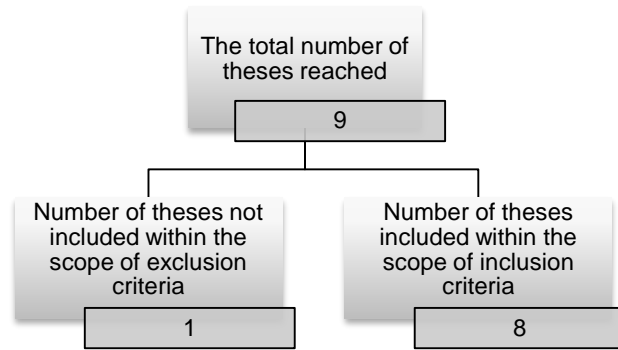 The total number of
theses reached
9
Number of theses not
included within the
scope of exclusion
criteria
1
Number of theses
included within the
scope of inclusion
criteria
8